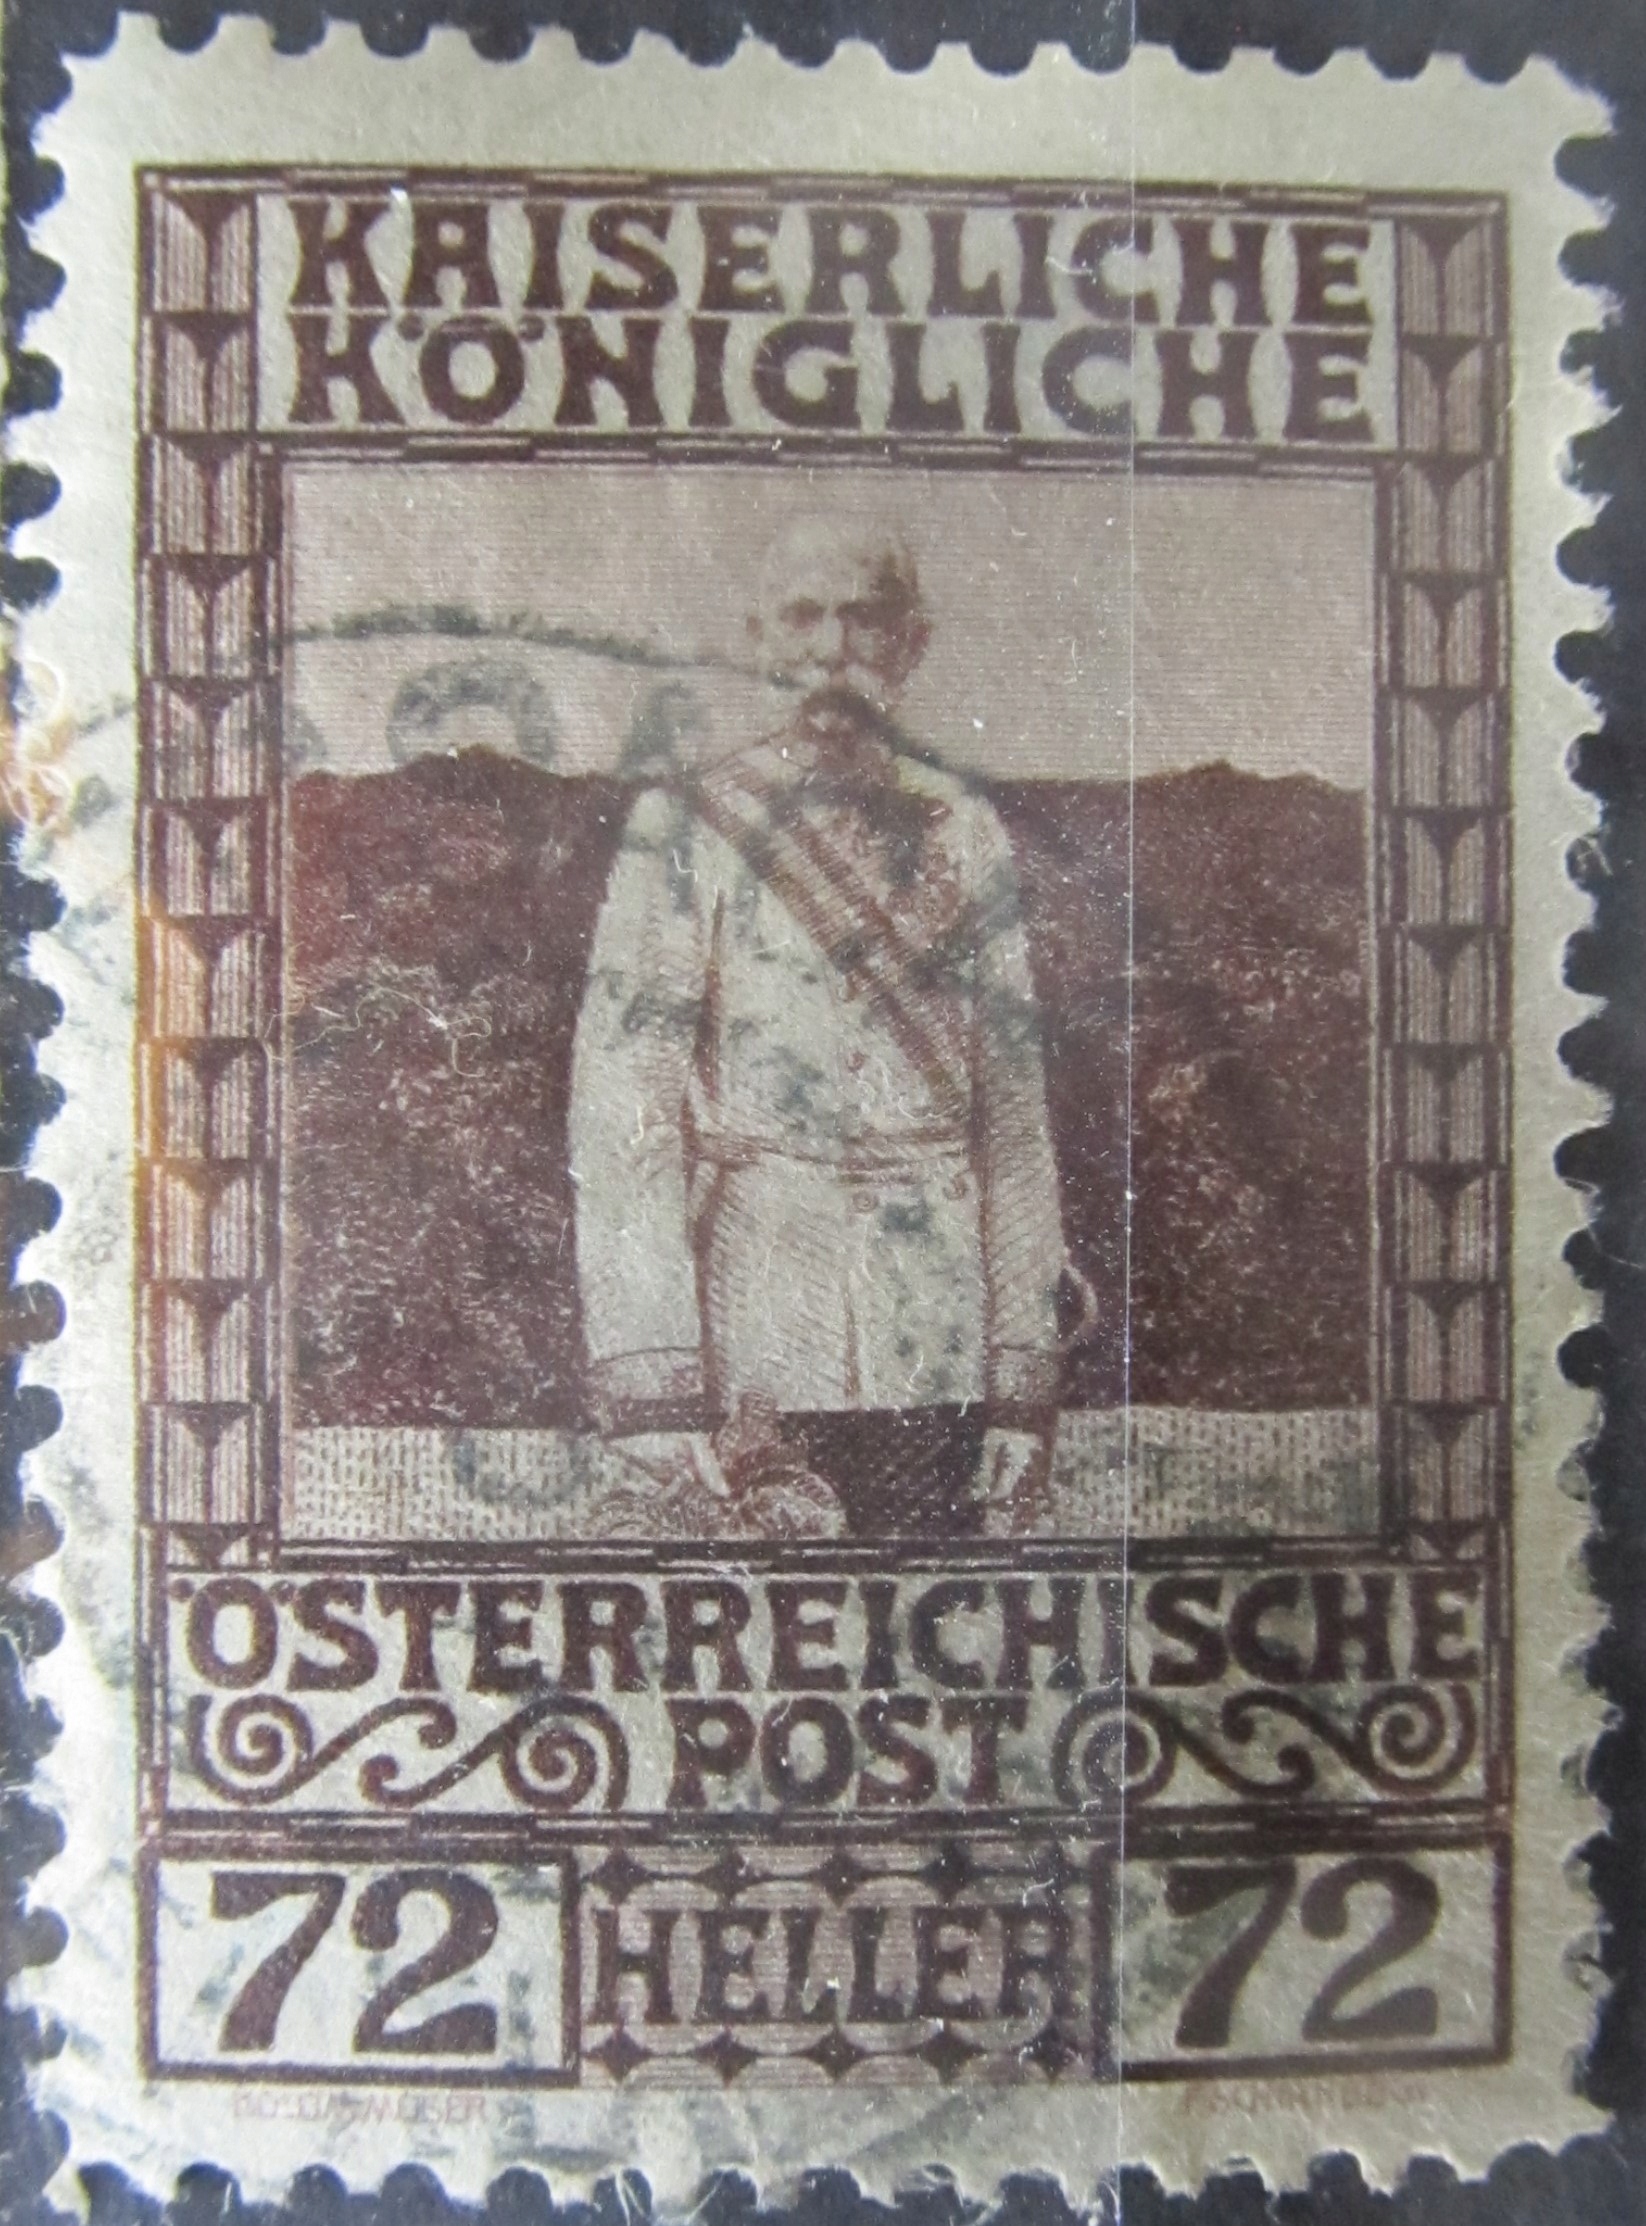 KAISERLICHE
KÖNIGLICHE
ÖSTERREICHISCHE
POST
72 HELLER 72